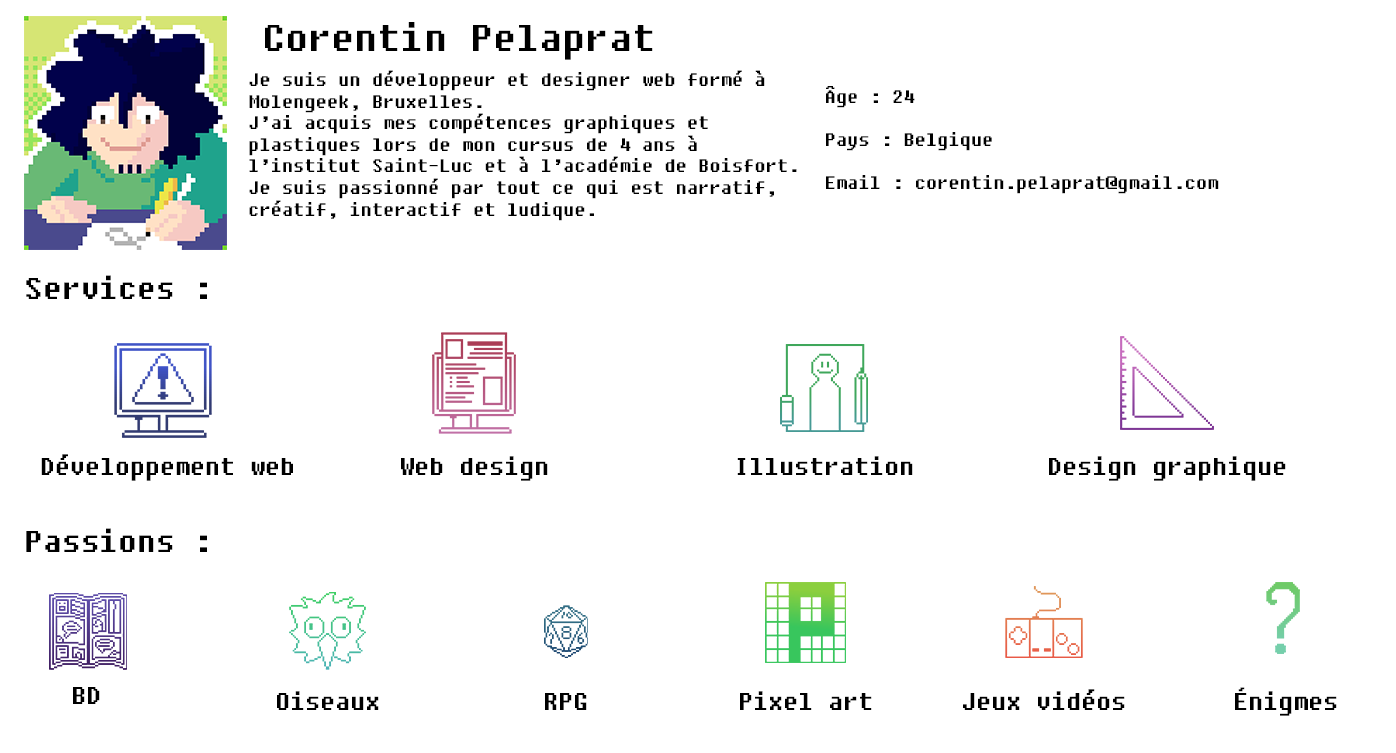 Corentin Pelaprat
Je suis un développeur et designer web formé à
Molengeek, Bruxelles.
J'ai acquis mes compétences graphiques et
plastiques lors de mon cursus de 4 ans à
l'institut Saint-Luc et à l'académie de Boisfort.
Je suis passionné par tout ce qui est narratif,
créatif, interactif et ludique.
Âge : 24
Pays : Belgique
Email : corentin.pelaprat@gmail.com
Services :
Développement web
Web design
Illustration
Design graphique
Passions :
BD
Oiseaux
RPG
Pixel art
Jeux vidéos
Énigmes